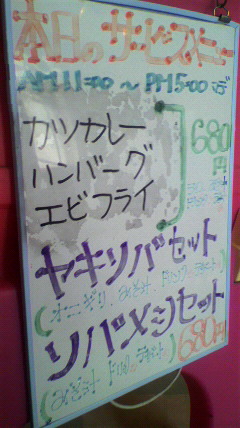 本日のサービスメニュー
AM11:00 ～ PM5:00
カツカレー
ハンバーグ
エビフライ
680円
ヤキソバセット
(オニギリ、みそ汁、ドリンク、
ソバメシセット
680円
(みそ汁、ドリンク、